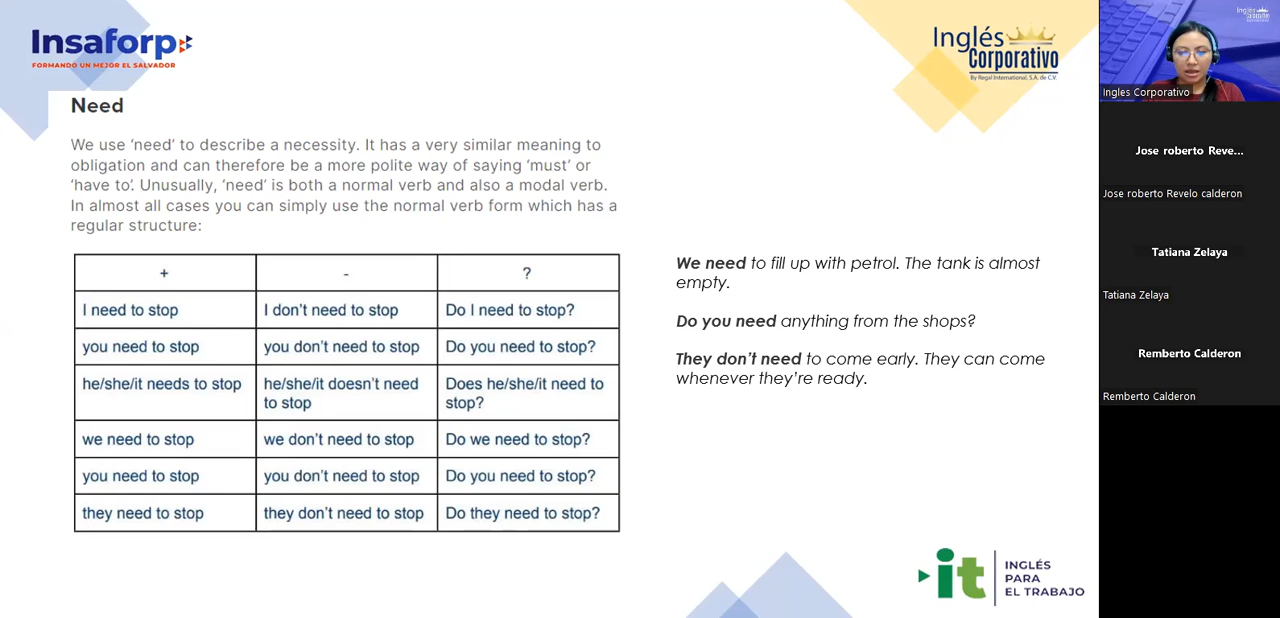 Insaforp
FORMANDO UN MEJOR EL SALVADOR
Inglés
Corporativo
By Regal International, S.A. de C.V.
Need
We use ‘need’ to describe a necessity. It has a very similar meaning to
obligation and can therefore be a more polite way of saying ‘must’ or
‘have to’. Unusually, ‘need’ is both a normal verb and also a modal verb.
In almost all cases you can simply use the normal verb form which has a
regular structure:
+ - ?
I need to stop I don’t need to stop Do I need to stop?
you need to stop you don’t need to stop Do you need to stop?
he/she/it needs to stop he/she/it doesn’t need to stop Does he/she/it need to stop?
we need to stop we don’t need to stop Do we need to stop?
you need to stop you don’t need to stop Do you need to stop?
they need to stop they don’t need to stop Do they need to stop?
We need to fill up with petrol. The tank is almost
empty.
Do you need anything from the shops?
They don’t need to come early. They can come
whenever they’re ready.
it
INGLÉS
PARA
EL TRABAJO
Ingles Corporativo
Jose roberto Reve...
Jose roberto Revelo calderon
Tatiana Zelaya
Tatiana Zelaya
Remberto Calderon
Remberto Calderon